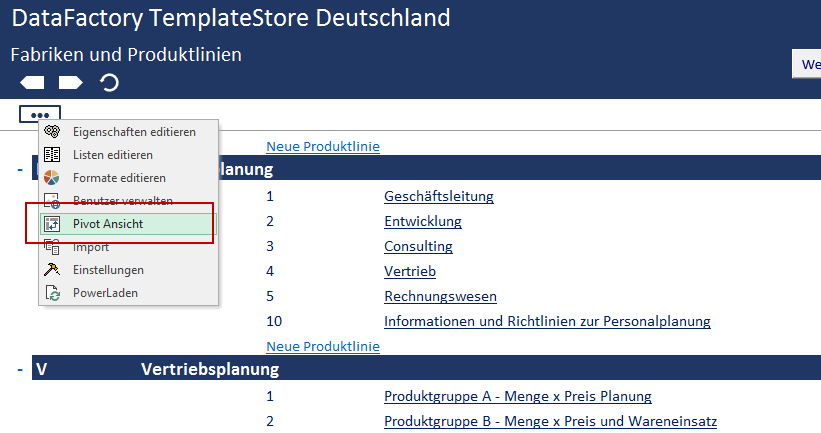 DataFactory TemplateStore Deutschland
Fabriken und Produktlinien
We
•••
Eigenschaften editieren
Listen editieren
Formate editieren
Benutzer verwalten
Pivot Ansicht
Import
Einstellungen
PowerLaden
Neue Produktlinie
- planung
1 Geschäftsleitung
2 Entwicklung
3 Consulting
4 Vertrieb
5 Rechnungswesen
10 Informationen und Richtlinien zur Personalplanung
Neue Produktlinie
- V Vertriebsplanung
1 Produktgruppe A - Menge x Preis Planung
2 Produktgruppe B - Menge x Preis und Wareneinsatz